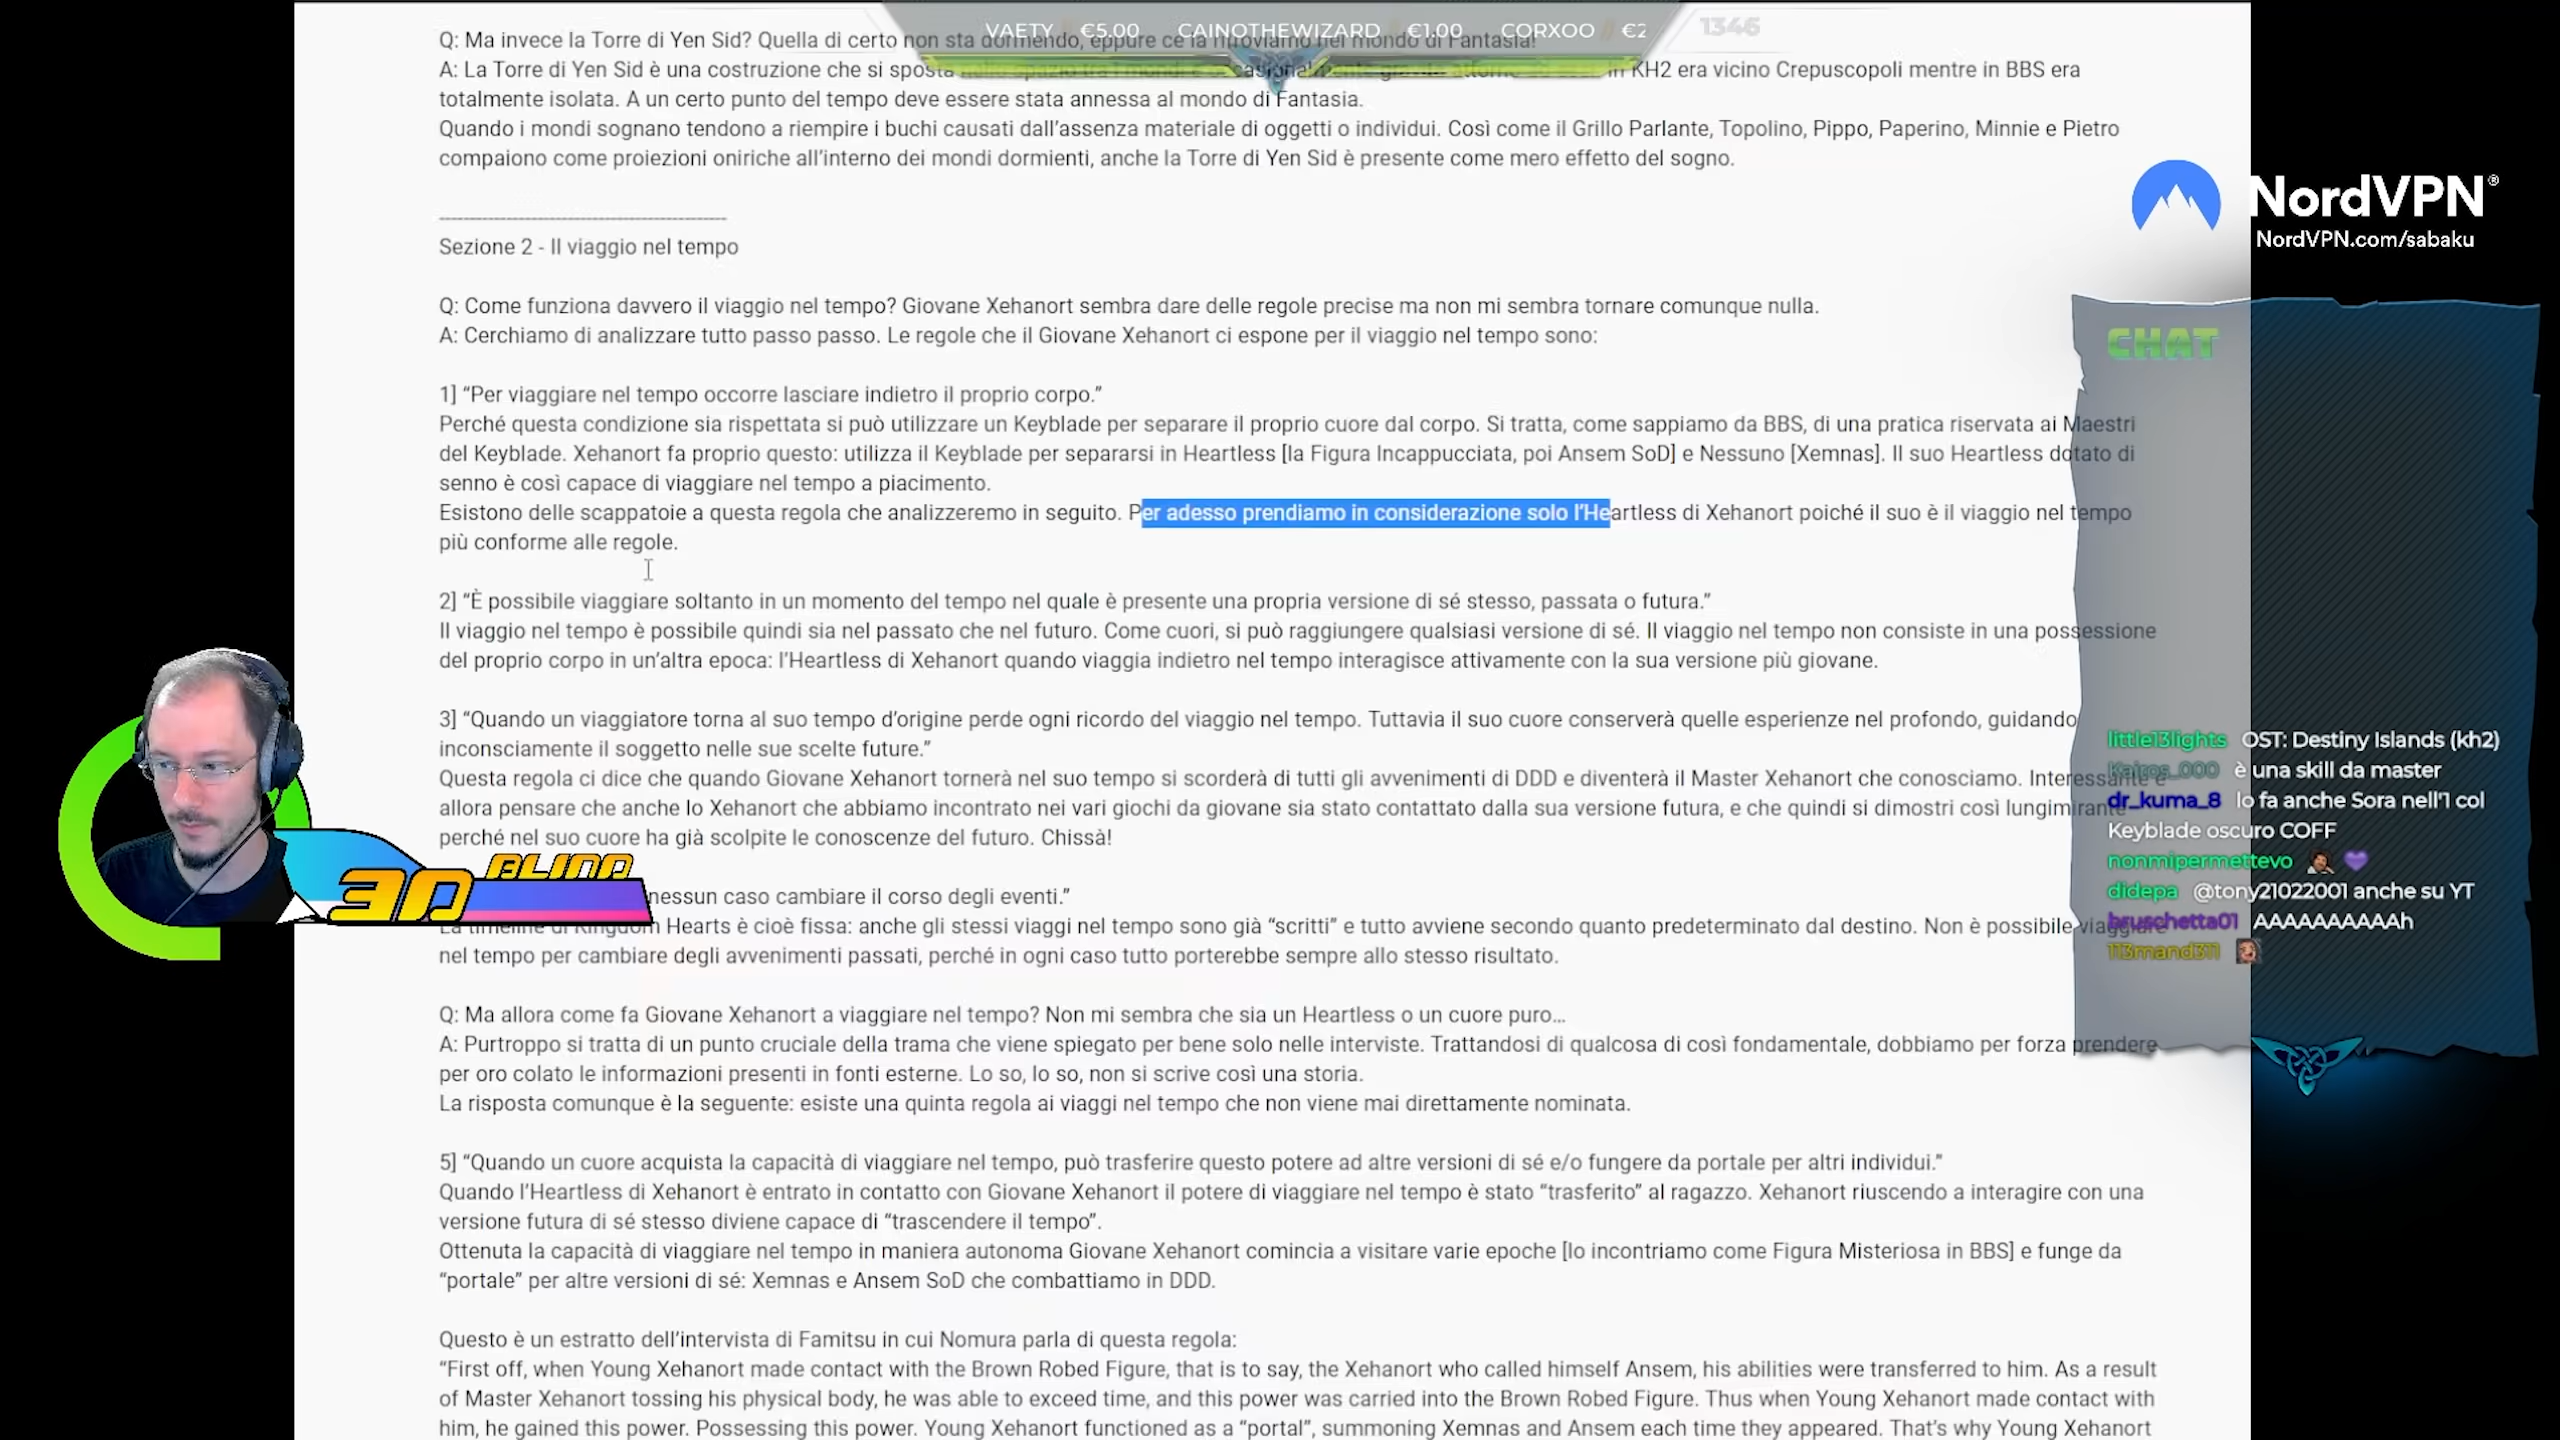 VAETY €5.00 CAINOTHEWIZARD €1.00 CORXOO €2
1346
Q: Ma invece la Torre di Yen Sid? Quella di certo non sta dormendo, eppure ce la ritroviamo nel mondo di Fantasia!
A: La Torre di Yen Sid è una costruzione che si sposta in KH2 era vicino Crepuscopoli mentre in BBS era
totalmente isolata. A un certo punto del tempo deve essere stata annessa al mondo di Fantasia.
Quando i mondi sognano tendono a riempire i buchi causati dall’assenza materiale di oggetti o individui. Così come il Grillo Parlante, Topolino, Pippo, Paperino, Minnie e Pietro
compaiono come proiezioni oniriche all’interno dei mondi dormienti, anche la Torre di Yen Sid è presente come mero effetto del sogno.
------------------------------------------------
Sezione 2 - Il viaggio nel tempo
Q: Come funziona davvero il viaggio nel tempo? Giovane Xehanort sembra dare delle regole precise ma non mi sembra tornare comunque nulla.
A: Cerchiamo di analizzare tutto passo passo. Le regole che il Giovane Xehanort ci espone per il viaggio nel tempo sono:
1] “Per viaggiare nel tempo occorre lasciare indietro il proprio corpo.”
Perché questa condizione sia rispettata si può utilizzare un Keyblade per separare il proprio cuore dal corpo. Si tratta, come sappiamo da BBS, di una pratica riservata ai Maestri
del Keyblade. Xehanort fa proprio questo: utilizza il Keyblade per separarsi in Heartless [la Figura Incappucciata, poi Ansem SoD] e Nessuno [Xemnas]. Il suo Heartless dotato di
senno è così capace di viaggiare nel tempo a piacimento.
Esistono delle scappatoie a questa regola che analizzeremo in seguito. Per adesso prendiamo in considerazione solo l’Heartless di Xehanort poiché il suo è il viaggio nel tempo
più conforme alle regole.
2] “È possibile viaggiare soltanto in un momento del tempo nel quale è presente una propria versione di sé stesso, passata o futura.”
Il viaggio nel tempo è possibile quindi sia nel passato che nel futuro. Come cuori, si può raggiungere qualsiasi versione di sé. Il viaggio nel tempo non consiste in una possessione
del proprio corpo in un’altra epoca: l’Heartless di Xehanort quando viaggia indietro nel tempo interagisce attivamente con la sua versione più giovane.
3] “Quando un viaggiatore torna al suo tempo d’origine perde ogni ricordo del viaggio nel tempo. Tuttavia il suo cuore conserverà quelle esperienze nel profondo, guidando
inconsciamente il soggetto nelle sue scelte future.”
Questa regola ci dice che quando Giovane Xehanort tornerà nel suo tempo si scorderà di tutti gli avvenimenti di DDD e diventerà il Master Xehanort che conosciamo. Interessante è
allora pensare che anche lo Xehanort che abbiamo incontrato nei vari giochi da giovane sia stato contattato dalla sua versione futura, e che quindi si dimostri così lungimirante
perché nel suo cuore ha già scolpite le conoscenze del futuro. Chissà!
nessun caso cambiare il corso degli eventi.”
La timeline di Kingdom Hearts è cioè fissa: anche gli stessi viaggi nel tempo sono già “scritti” e tutto avviene secondo quanto predeterminato dal destino. Non è possibile viaggiare
nel tempo per cambiare degli avvenimenti passati, perché in ogni caso tutto porterebbe sempre allo stesso risultato.
Q: Ma allora come fa Giovane Xehanort a viaggiare nel tempo? Non mi sembra che sia un Heartless o un cuore puro…
A: Purtroppo si tratta di un punto cruciale della trama che viene spiegato per bene solo nelle interviste. Trattandosi di qualcosa di così fondamentale, dobbiamo per forza prendere
per oro colato le informazioni presenti in fonti esterne. Lo so, lo so, non si scrive così una storia.
La risposta comunque è la seguente: esiste una quinta regola ai viaggi nel tempo che non viene mai direttamente nominata.
5] “Quando un cuore acquista la capacità di viaggiare nel tempo, può trasferire questo potere ad altre versioni di sé e/o fungere da portale per altri individui.”
Quando l’Heartless di Xehanort è entrato in contatto con Giovane Xehanort il potere di viaggiare nel tempo è stato “trasferito” al ragazzo. Xehanort riuscendo a interagire con una
versione futura di sé stesso diviene capace di “trascendere il tempo”.
Ottenuta la capacità di viaggiare nel tempo in maniera autonoma Giovane Xehanort comincia a visitare varie epoche [lo incontriamo come Figura Misteriosa in BBS] e funge da
“portale” per altre versioni di sé: Xemnas e Ansem SoD che combattiamo in DDD.
Questo è un estratto dell’intervista di Famitsu in cui Nomura parla di questa regola:
“First off, when Young Xehanort made contact with the Brown Robed Figure, that is to say, the Xehanort who called himself Ansem, his abilities were transferred to him. As a result
of Master Xehanort tossing his physical body, he was able to exceed time, and this power was carried into the Brown Robed Figure. Thus when Young Xehanort made contact with
him, he gained this power. Possessing this power. Young Xehanort functioned as a “portal”, summoning Xemnas and Ansem each time they appeared. That’s why Young Xehanort
BLIND
3D
NordVPN®
NordVPN.com/sabaku
CHAT
little13lights OST: Destiny Islands (kh2)
Kairos_000 è una skill da master
dr_kuma_8 lo fa anche Sora nell'1 col
Keyblade oscuro COFF
nonmipermettevo
didepa @tony21022001 anche su YT
bruschetta01 AAAAAAAAAAh
113mand311